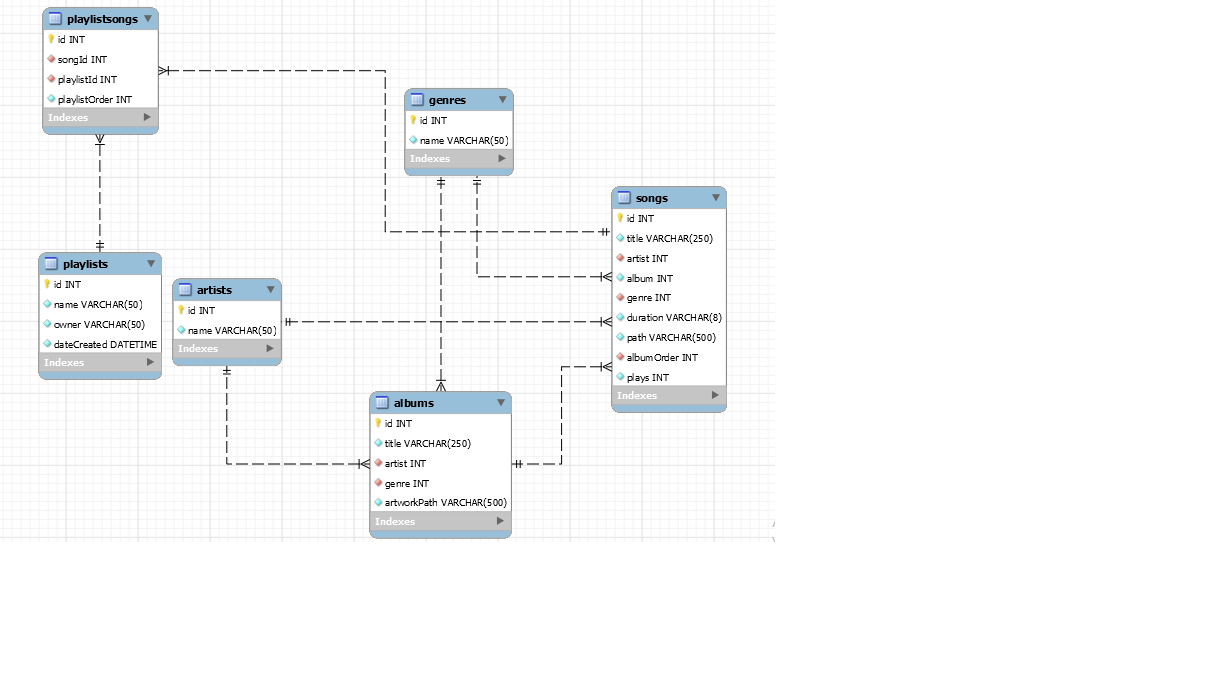 playlistsongs
id INT
songId INT
playlistId INT
playlistOrder INT
Indexes
genres
id INT
name VARCHAR(50)
Indexes
songs
id INT
title VARCHAR(250)
artist INT
album INT
genre INT
duration VARCHAR(8)
path VARCHAR(500)
albumOrder INT
plays INT
Indexes
playlists
id INT
name VARCHAR(50)
owner VARCHAR(50)
dateCreated DATETIME
Indexes
artists
id INT
name VARCHAR(50)
Indexes
albums
id INT
title VARCHAR(250)
artist INT
genre INT
artworkPath VARCHAR(500)
Indexes